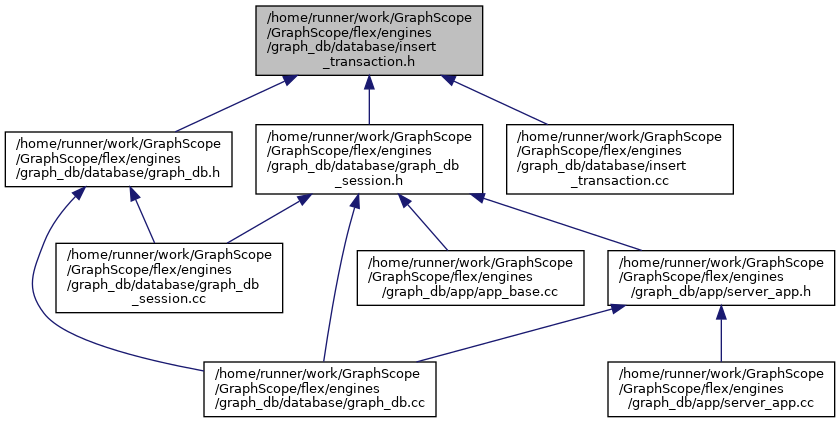 /home/runner/work/GraphScope
/GraphScope/flex/engines
/graph_db/database/insert
_transaction.h
/home/runner/work/GraphScope
/GraphScope/flex/engines
/graph_db/database/graph_db.h
/home/runner/work/GraphScope
/GraphScope/flex/engines
/graph_db/database/graph_db
_session.h
/home/runner/work/GraphScope
/GraphScope/flex/engines
/graph_db/database/insert
_transaction.cc
/home/runner/work/GraphScope
/GraphScope/flex/engines
/graph_db/database/graph_db
_session.cc
/home/runner/work/GraphScope
/GraphScope/flex/engines
/graph_db/app/app_base.cc
/home/runner/work/GraphScope
/GraphScope/flex/engines
/graph_db/app/server_app.h
/home/runner/work/GraphScope
/GraphScope/flex/engines
/graph_db/database/graph_db.cc
/home/runner/work/GraphScope
/GraphScope/flex/engines
/graph_db/app/server_app.cc